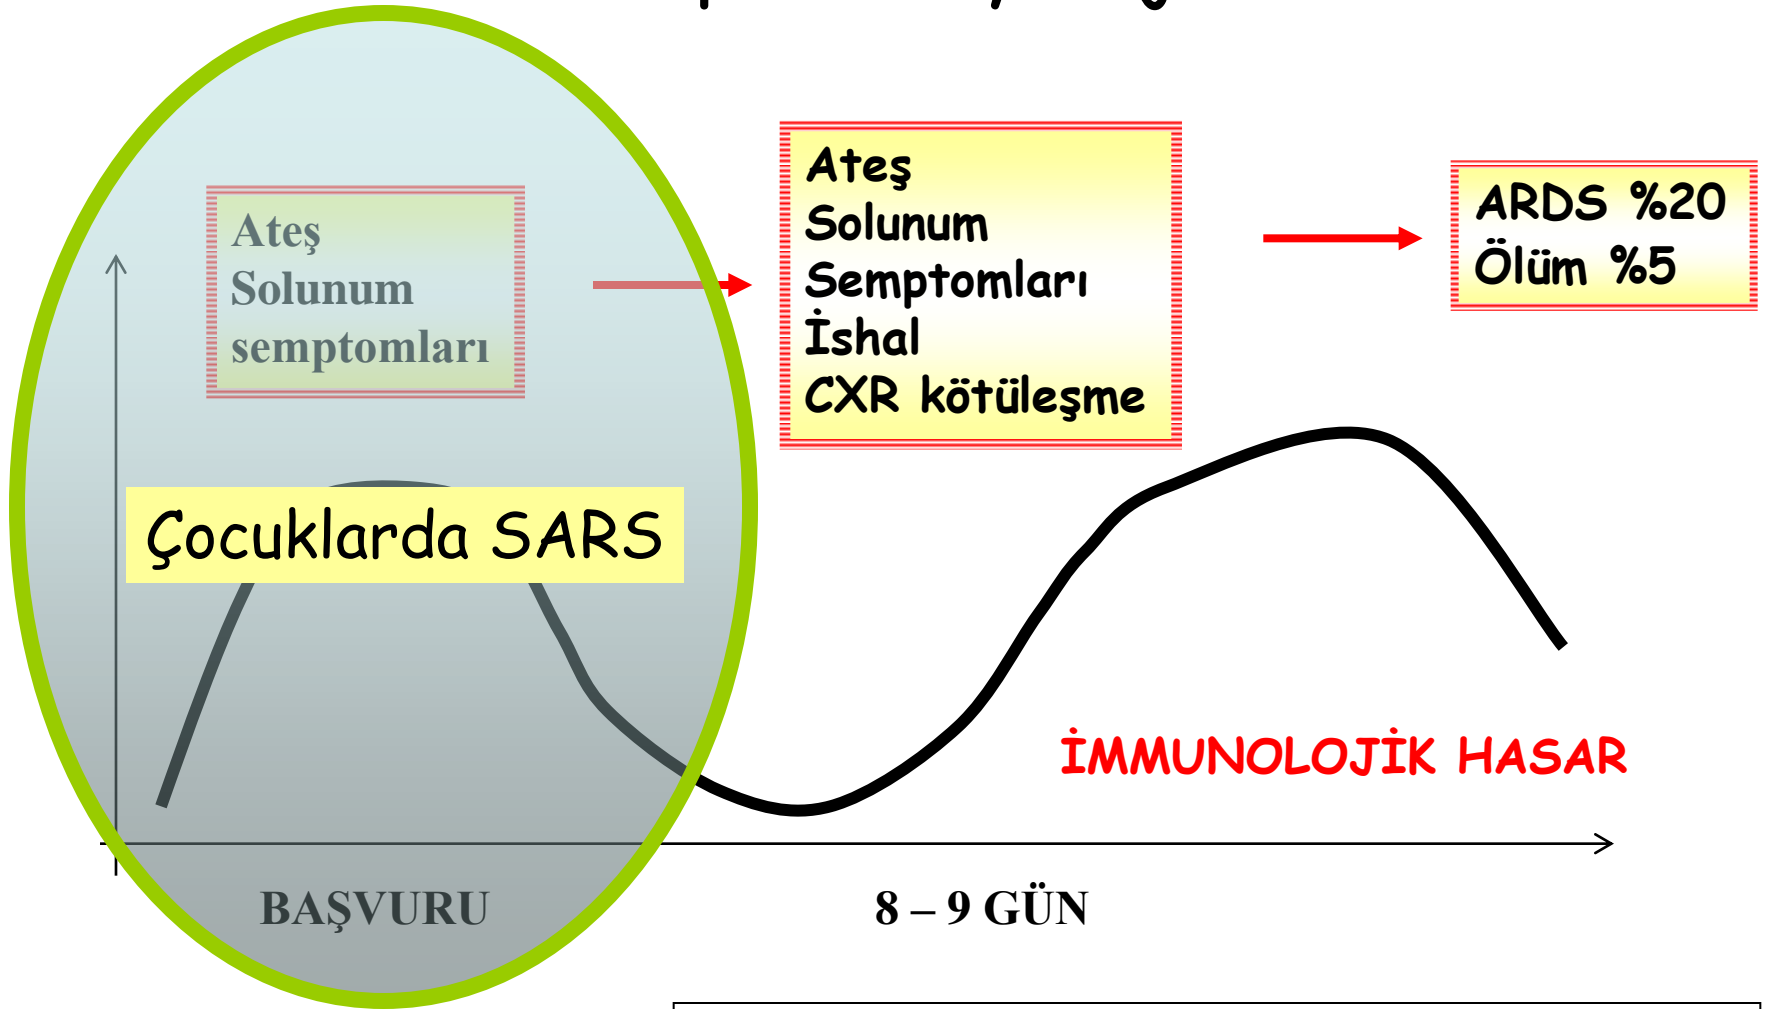 Ateş
Solunum
semptomları
Ateş
Solunum
Semptomları
İshal
CXR kötüleşme
ARDS %20
Ölüm %5
Çocuklarda SARS
İMMUNOLOJİK HASAR
BAŞVURU
8 – 9 GÜN